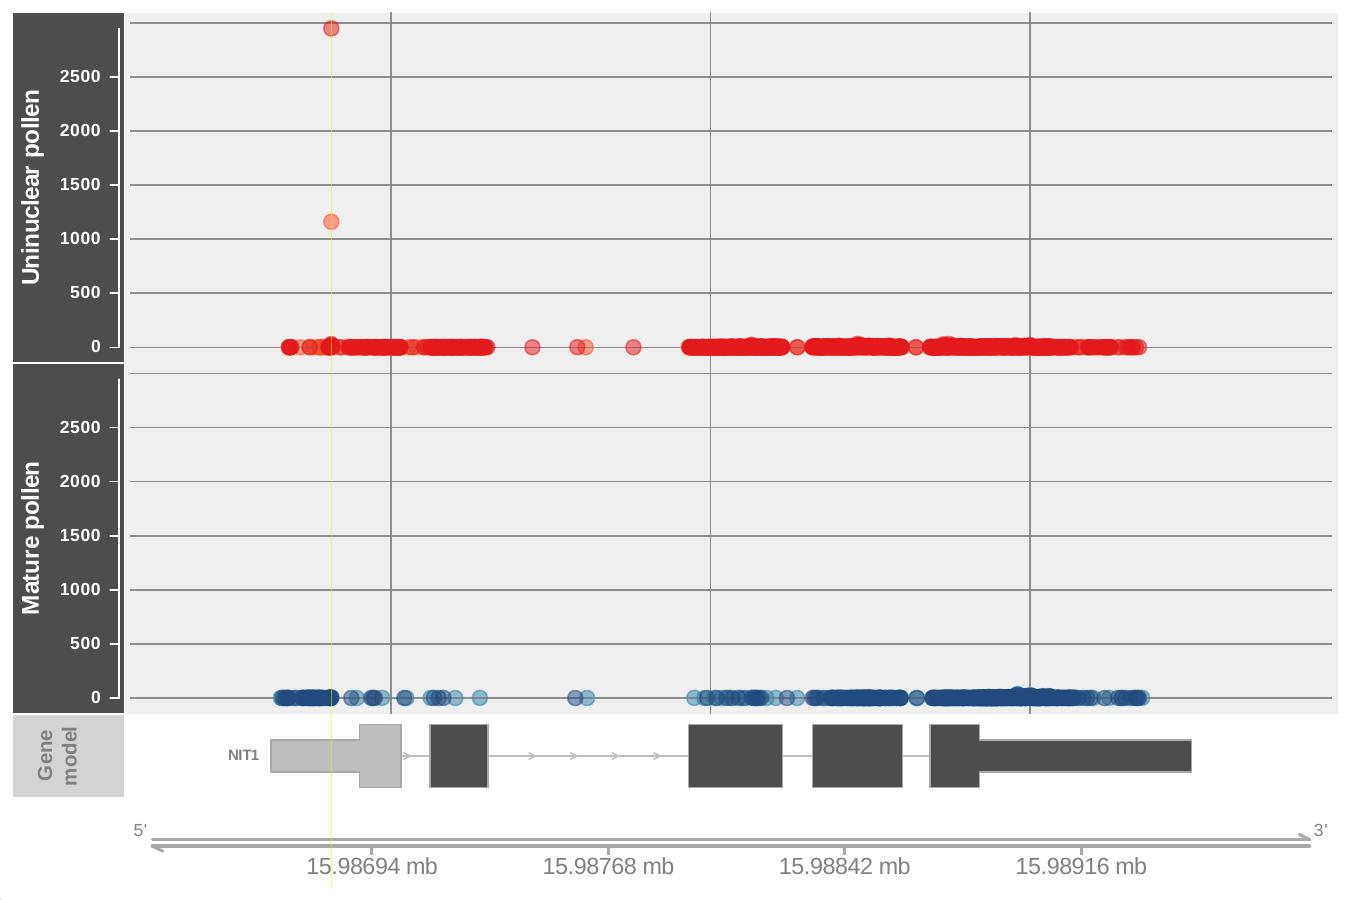 Uninuclear pollen
2500
2000
1500
1000
500
0
Mature pollen
2500
2000
1500
1000
500
0
Gene
model
NIT1
5'
3'
15.98694 mb
15.98768 mb
15.98842 mb
15.98916 mb